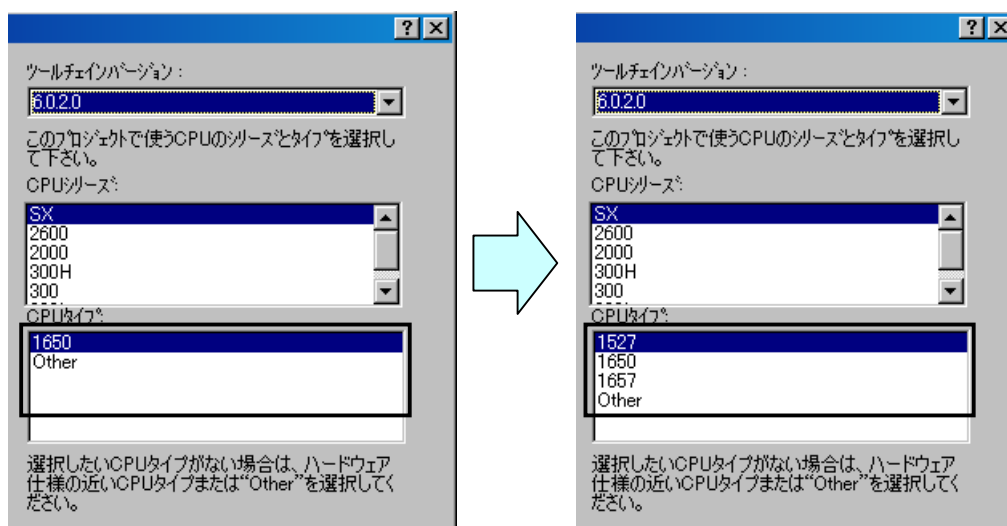 ツールチェインバージョン :
6.0.2.0
このプロジェクトで使うCPUのシリーズとタイプを選択し
て下さい。
CPUシリーズ:
SX
2600
2000
300H
300
CPUタイプ:
1650
Other
選択したいCPUタイプがない場合は、ハードウェア
仕様の近いCPUタイプまたは“Other”を選択してく
ださい。
ツールチェインバージョン :
6.0.2.0
このプロジェクトで使うCPUのシリーズとタイプを選択し
て下さい。
CPUシリーズ:
SX
2600
2000
300H
300
CPUタイプ:
1527
1650
1657
Other
選択したいCPUタイプがない場合は、ハードウェア
仕様の近いCPUタイプまたは“Other”を選択してく
ださい。